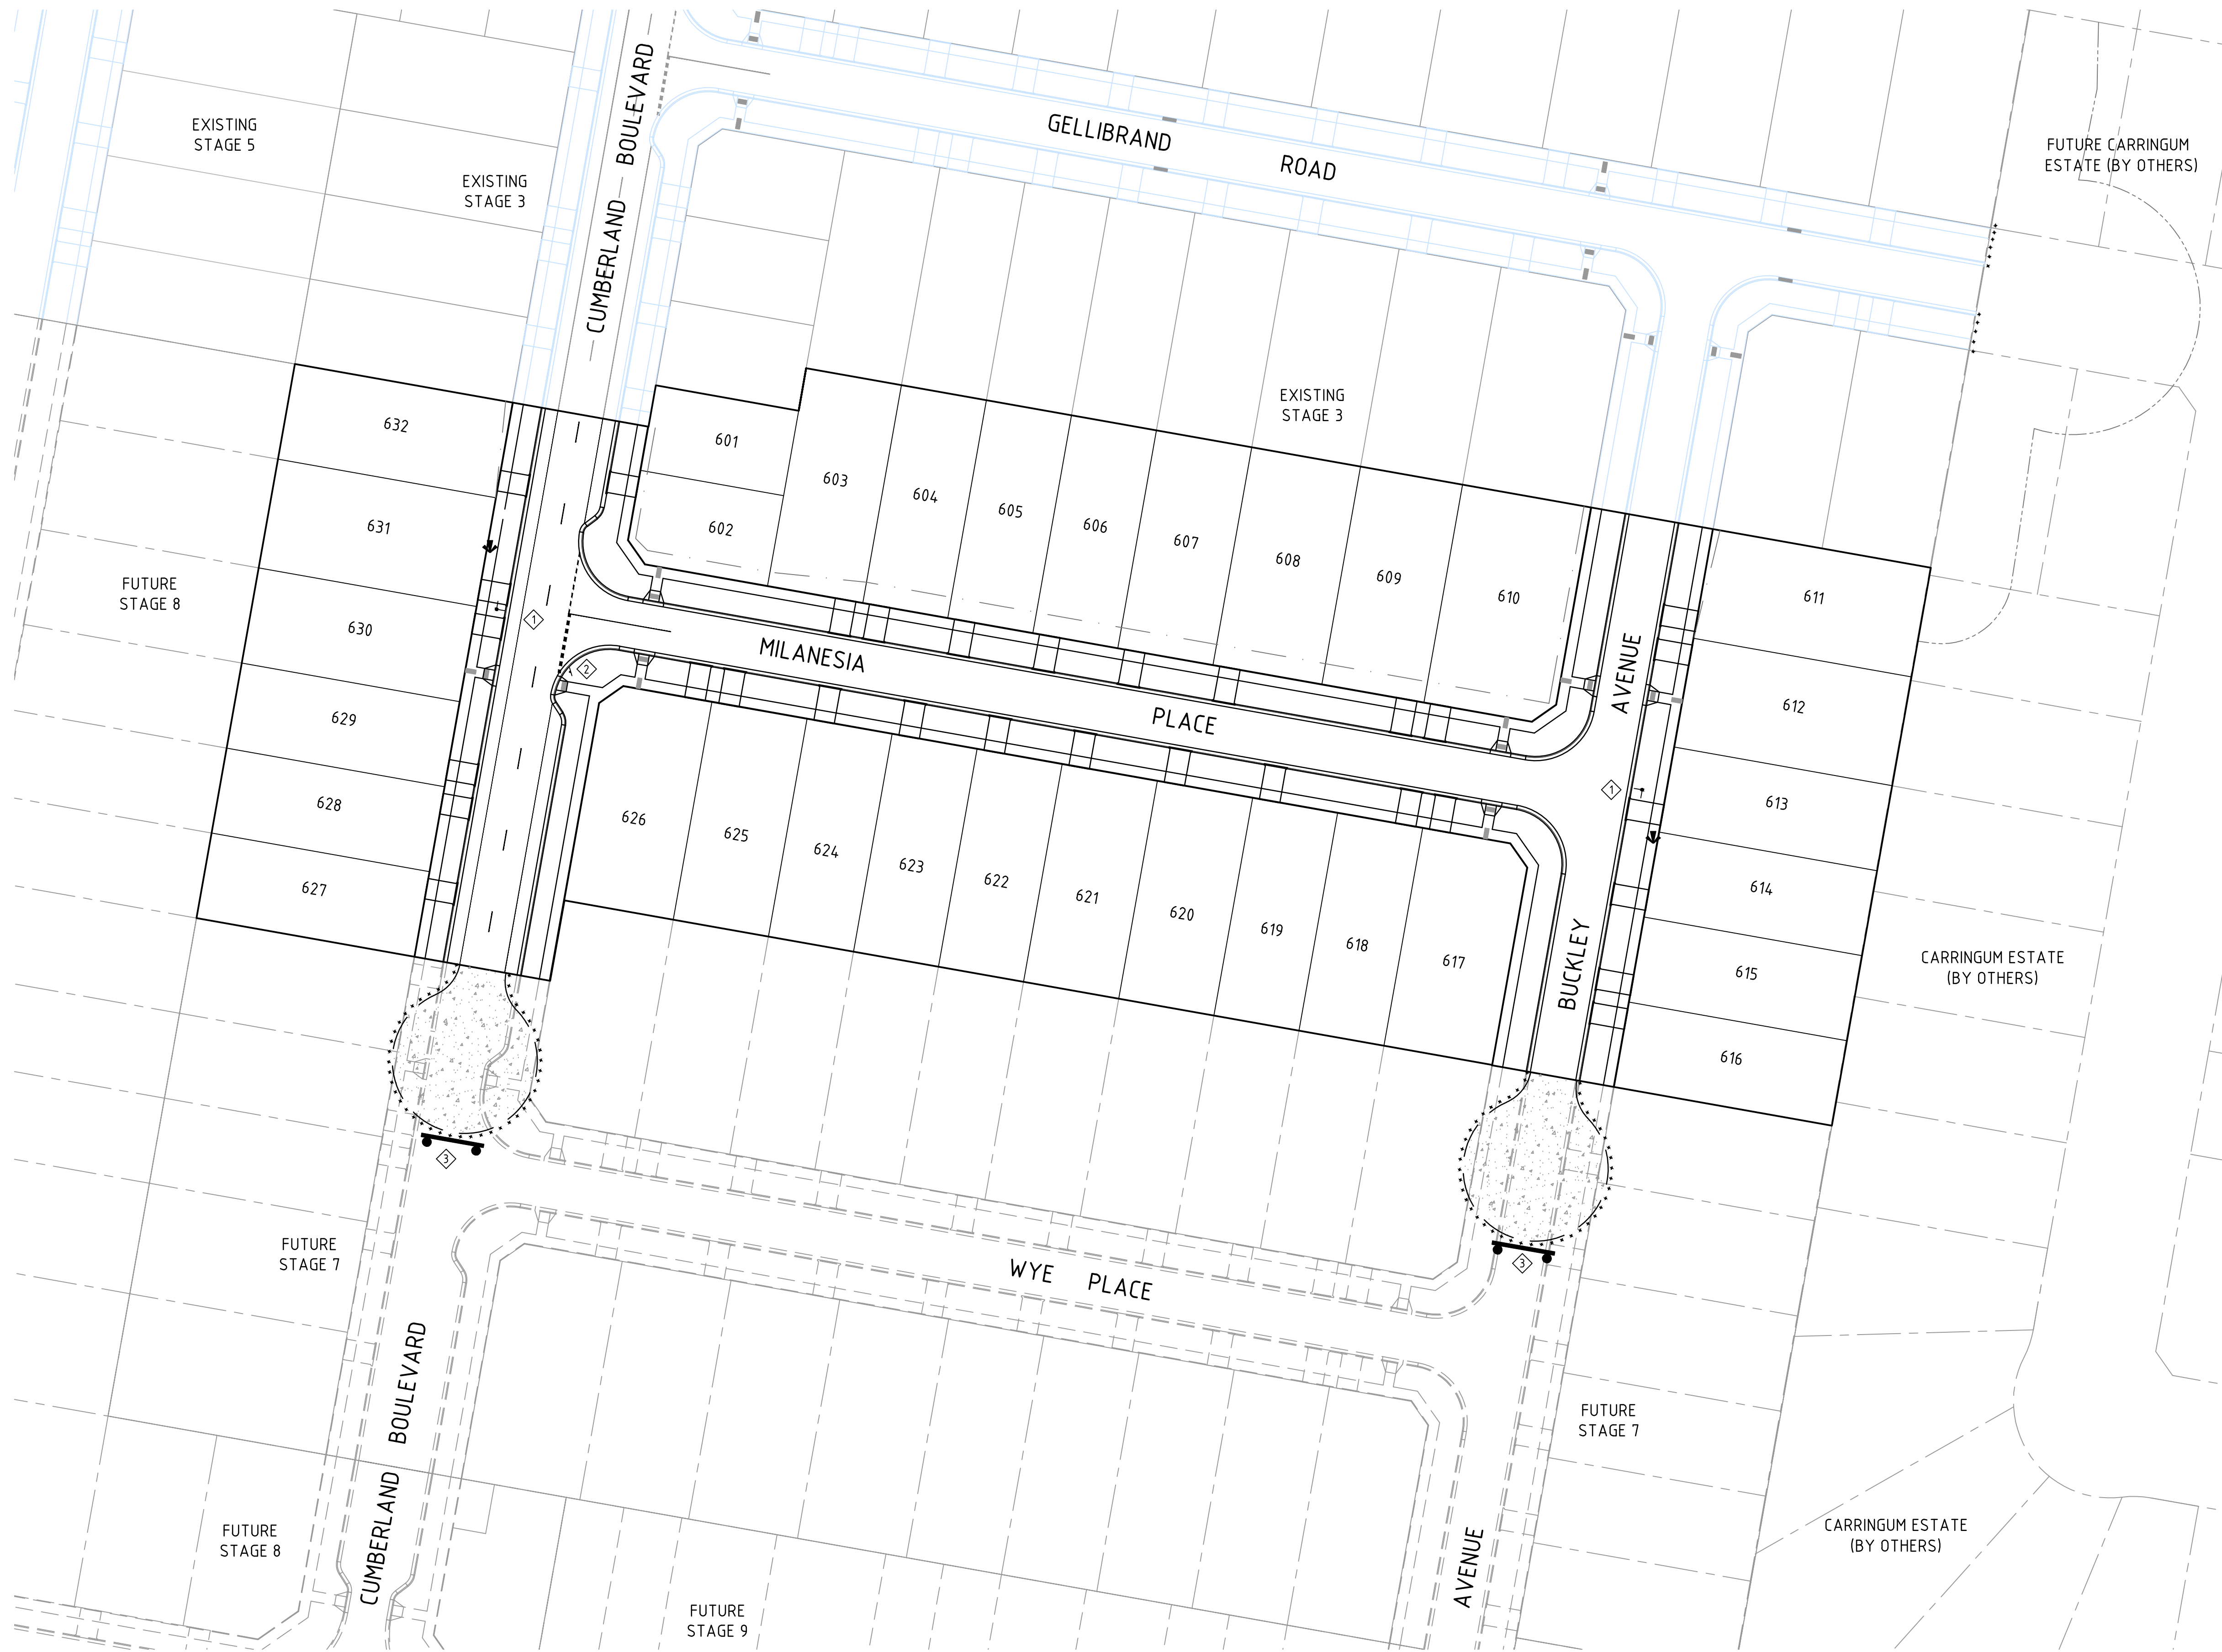 CUMBERLAND BOULEVARD
EXISTING
STAGE 5
GELLIBRAND ROAD
FUTURE CARRINGUM
ESTATE (BY OTHERS)
EXISTING
STAGE 3
EXISTING
STAGE 3
632
601
603
604
605
606
607
608
609
610
611
631
602
FUTURE
STAGE 8
630
1
2
MILANESIA PLACE
BUCKLEY AVENUE
612
629
1
613
628
626
625
624
623
622
621
620
619
618
617
614
627
615
CARRINGUM ESTATE
(BY OTHERS)
616
3
3
FUTURE
STAGE 7
WYE PLACE
CUMBERLAND BOULEVARD
FUTURE
STAGE 7
FUTURE
STAGE 8
CARRINGUM ESTATE
(BY OTHERS)
AVENUE
FUTURE
STAGE 9